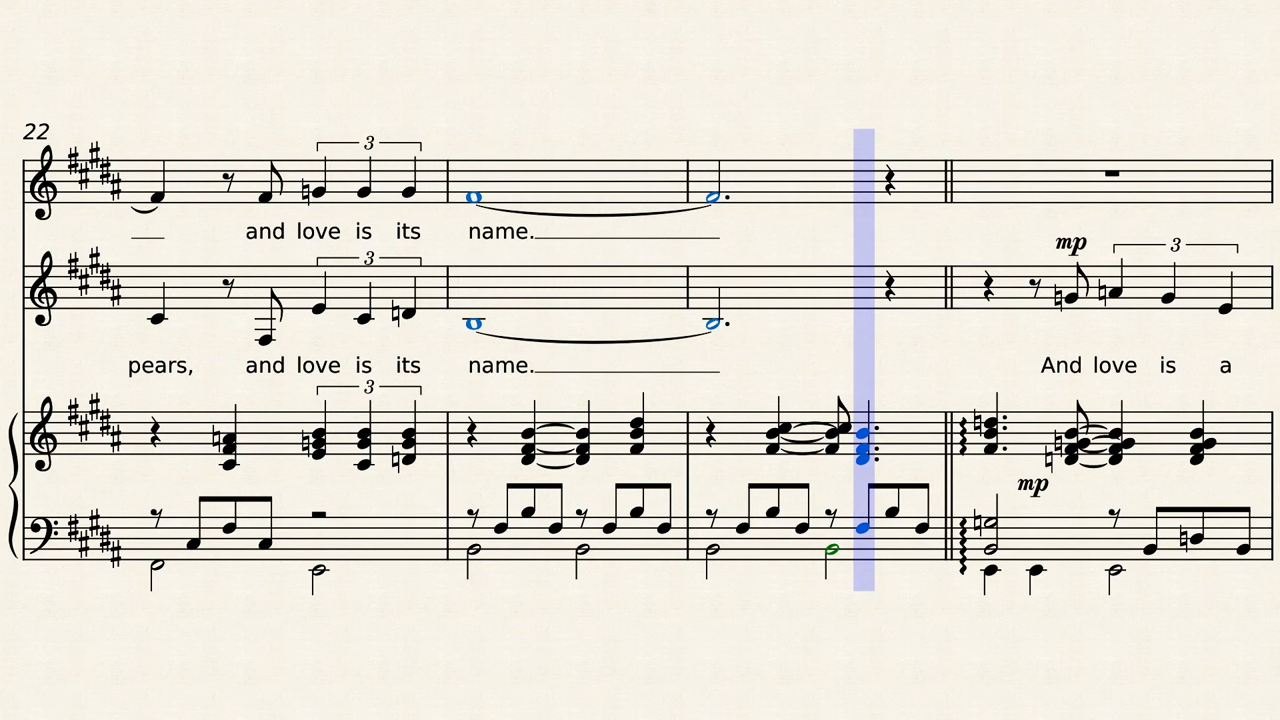 22
3
and love is its name.
mp
3
3
pears, and love is its name. And love is a
3
mp